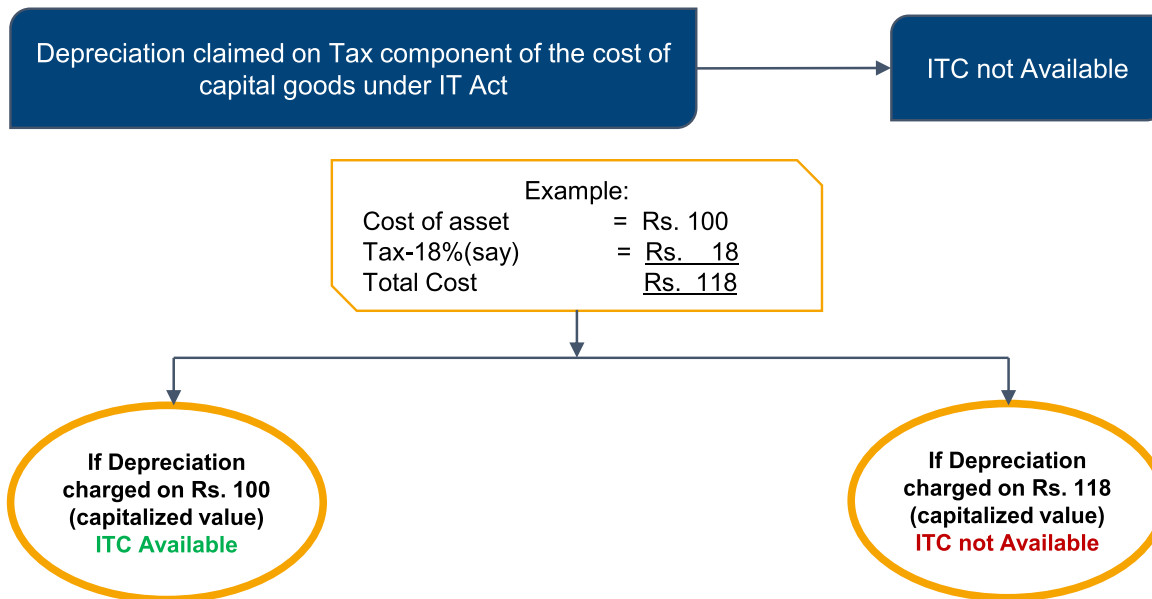 Depreciation claimed on Tax component of the cost of
capital goods under IT Act
ITC not Available
Example:
Cost of asset = Rs. 100
Tax-18%(say) = Rs. 18
Total Cost Rs. 118
If Depreciation
charged on Rs. 100
(capitalized value)
ITC Available
If Depreciation
charged on Rs. 118
(capitalized value)
ITC not Available